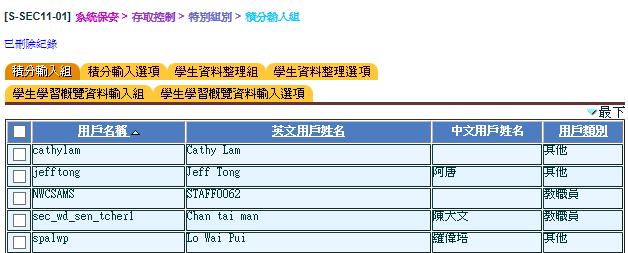 [S-SEC11-01] 系統保安 > 存取控制 > 特別組別 > 積分輸入組
已刪除紀錄
積分輸入組 積分輸入選項 學生資料整理組 學生資料整理選項
學生學習概覽資料輸入組 學生學習概覽資料輸入選項
最下
用戶名稱 英文用戶姓名 中文用戶姓名 用戶類別
cathylam Cathy Lam 其他
jefftong Jeff Tong 阿唐 其他
NWCSAMS STAFF0062 教職員
sec_wd_sen_tcher1 Chan tai man 陳大文 教職員
spalwp Lo Wai Pui 羅偉培 其他